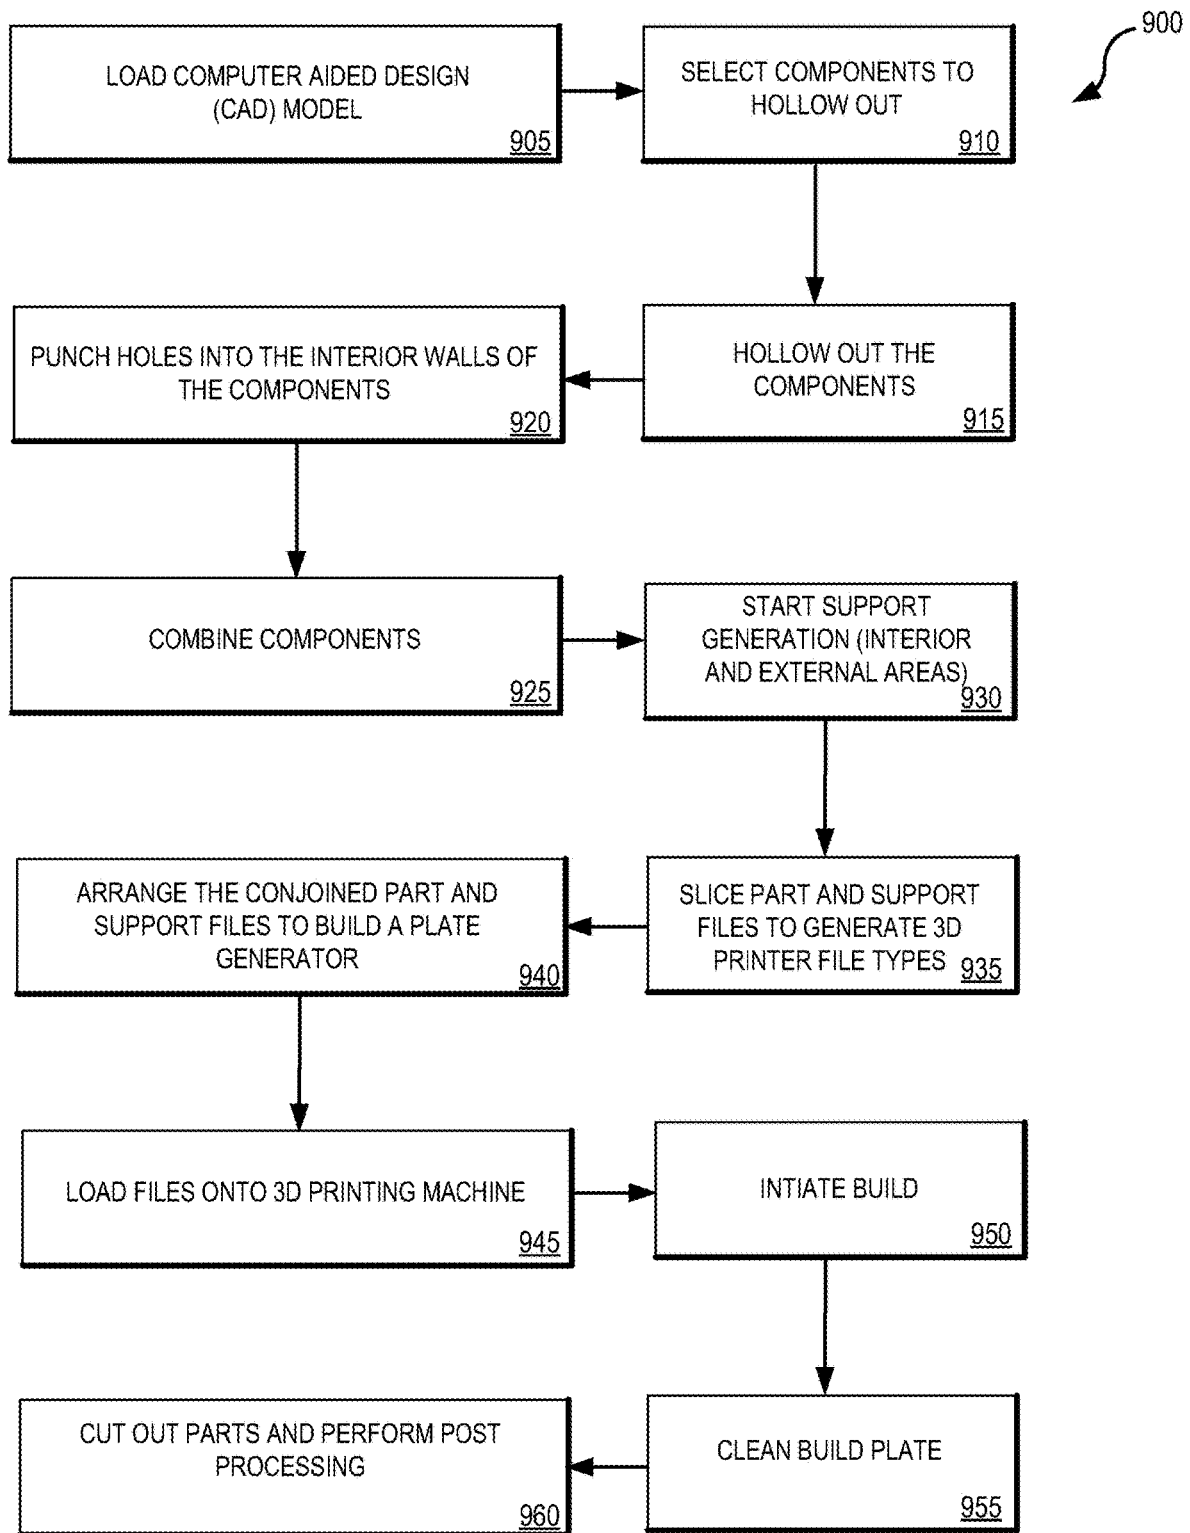 900
LOAD COMPUTER AIDED DESIGN
(CAD) MODEL
905
SELECT COMPONENTS TO
HOLLOW OUT
910
HOLLOW OUT THE
COMPONENTS
915
PUNCH HOLES INTO THE INTERIOR WALLS OF
THE COMPONENTS
920
COMBINE COMPONENTS
925
START SUPPORT
GENERATION (INTERIOR
AND EXTERNAL AREAS)
930
SLICE PART AND SUPPORT
FILES TO GENERATE 3D
PRINTER FILE TYPES
935
ARRANGE THE CONJOINED PART AND
SUPPORT FILES TO BUILD A PLATE
GENERATOR
940
LOAD FILES ONTO 3D PRINTING MACHINE
945
INTIATE BUILD
950
CLEAN BUILD PLATE
955
CUT OUT PARTS AND PERFORM POST
PROCESSING
960